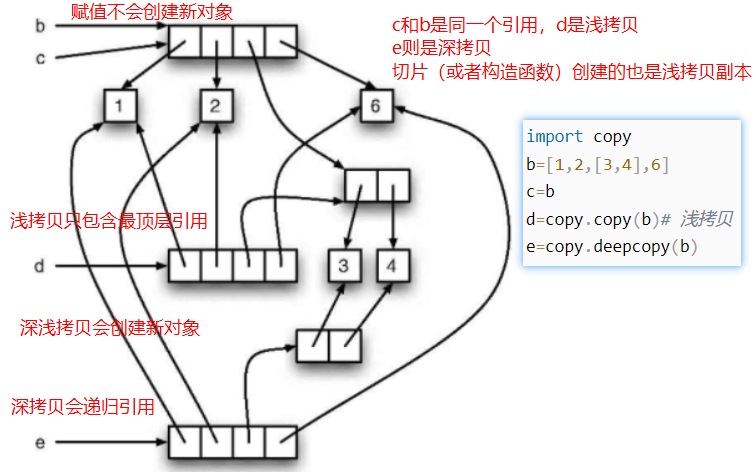 赋值不会创建新对象
b
c
c和b是同一个引用，d是浅拷贝
e则是深拷贝
切片（或者构造函数）创建的也是浅拷贝副本
1
2
6
import copy
b=[1,2,[3,4],6]
c=b
d=copy.copy(b)# 浅拷贝
e=copy.deepcopy(b)
浅拷贝只包含最顶层引用
d
3
4
深浅拷贝会创建新对象
深拷贝会递归引用
e